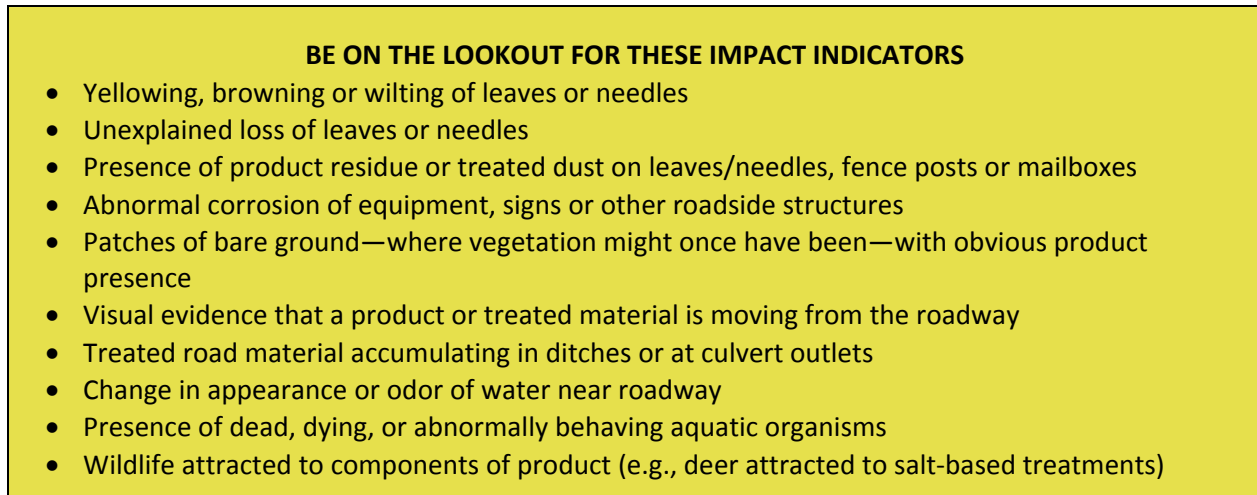 BE ON THE LOOKOUT FOR THESE IMPACT INDICATORS
• Yellowing, browning or wilting of leaves or needles
• Unexplained loss of leaves or needles
• Presence of product residue or treated dust on leaves/needles, fence posts or mailboxes
• Abnormal corrosion of equipment, signs or other roadside structures
• Patches of bare ground—where vegetation might once have been—with obvious product
presence
• Visual evidence that a product or treated material is moving from the roadway
• Treated road material accumulating in ditches or at culvert outlets
• Change in appearance or odor of water near roadway
• Presence of dead, dying, or abnormally behaving aquatic organisms
• Wildlife attracted to components of product (e.g., deer attracted to salt-based treatments)